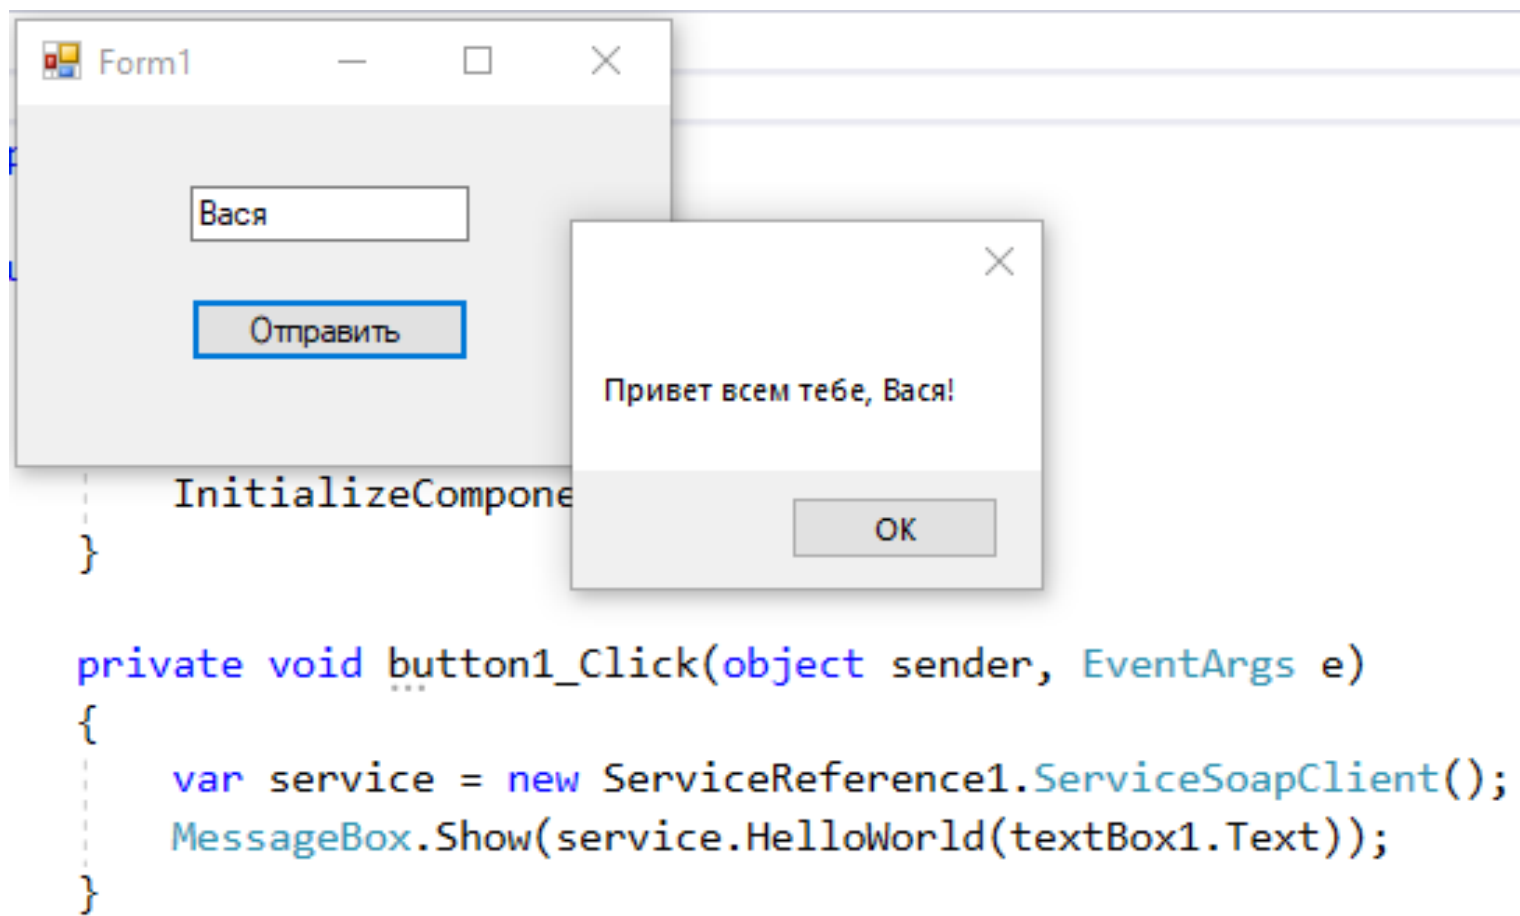 Form1
Вася
Отправить
Привет всем тебе, Вася!
OK
InitializeCompone
}
private void button1_Click(object sender, EventArgs e)
{
var service = new ServiceReference1.ServiceSoapClient();
MessageBox.Show(service.HelloWorld(textBox1.Text));
}